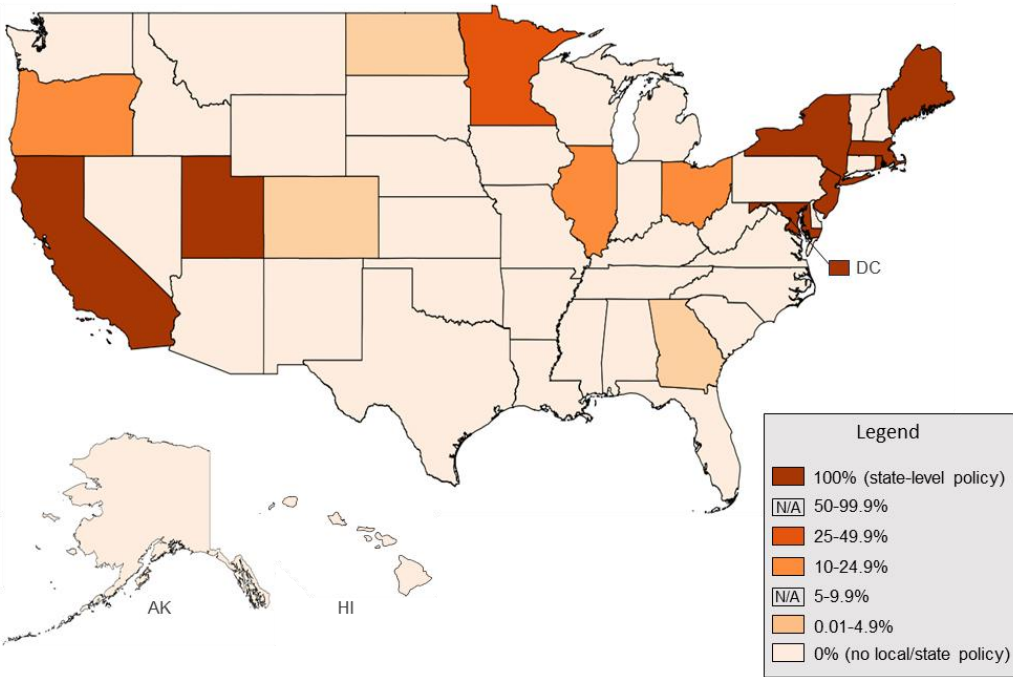 DC
Legend
100% (state-level policy)
N/A 50-99.9%
25-49.9%
10-24.9%
N/A 5-9.9%
0.01-4.9%
0% (no local/state policy)
AK HI